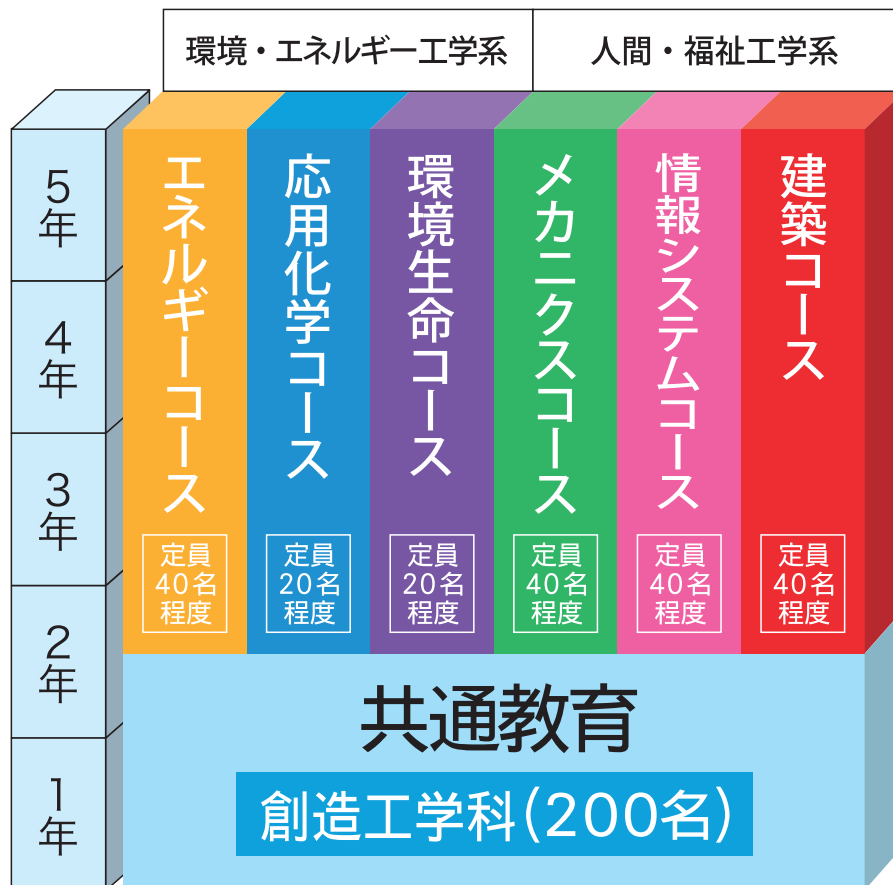 環境・エネルギー工学系
人間・福祉工学系
5年
4年
3年
2年
1年
エネルギーコース
定員
40名
程度
応用化学コース
定員
20名
程度
環境生命コース
定員
20名
程度
メカニクスコース
定員
40名
程度
情報システムコース
定員
40名
程度
建築コース
定員
40名
程度
共通教育
創造工学科(200名)